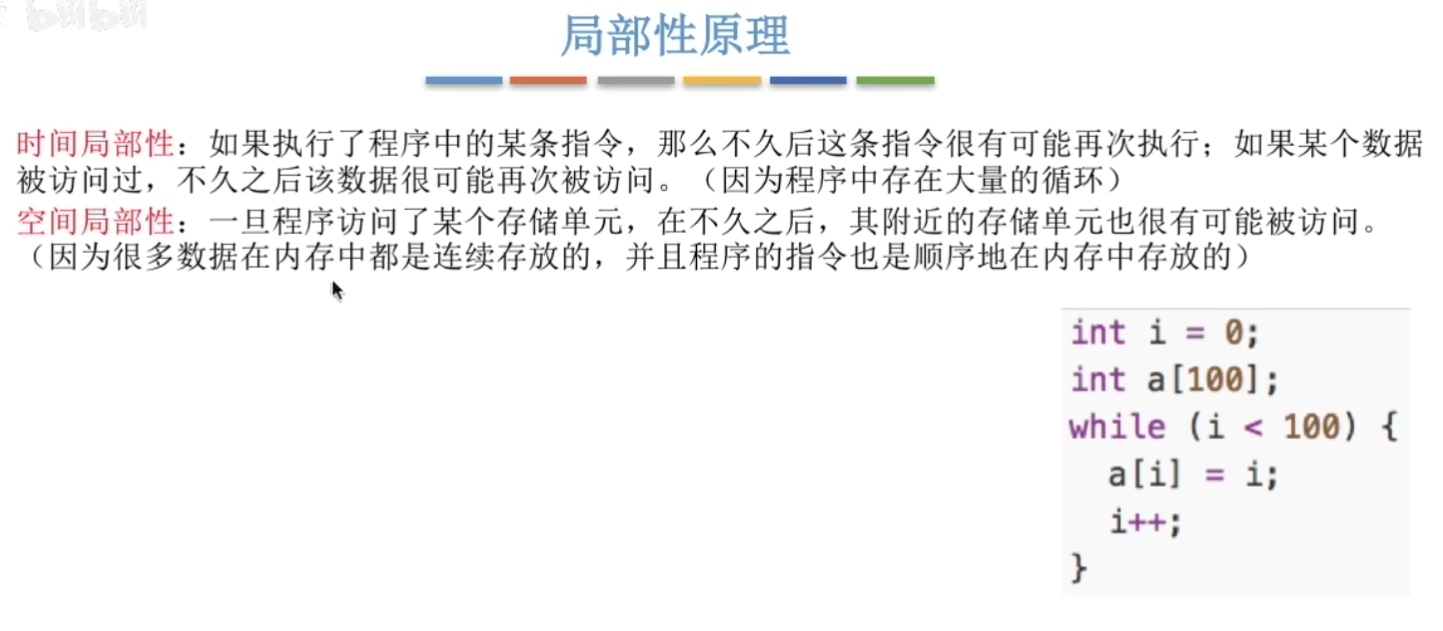 bilibili
局部性原理
时间局部性：如果执行了程序中的某条指令，那么不久后这条指令很有可能再次执行；如果某个数据
被访问过，不久之后该数据很可能再次被访问。（因为程序中存在大量的循环）
空间局部性：一旦程序访问了某个存储单元，在不久之后，其附近的存储单元也很有可能被访问。
（因为很多数据在内存中都是连续存放的，并且程序的指令也是顺序地在内存中存放的）
int i = 0;
int a[100];
while (i < 100) {
a[i] = i;
i++;
}